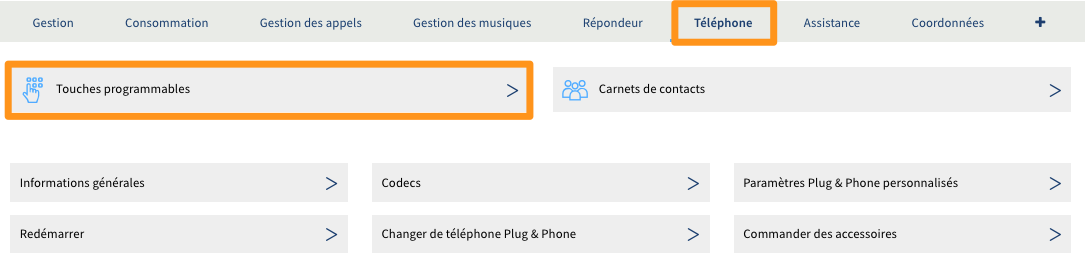 Gestion Consommation Gestion des appels Gestion des musiques Répondeur Téléphone Assistance Coordonnées +
Touches programmables Carnets de contacts
Informations générales Codecs Paramètres Plug & Phone personnalisés
Redémarrer Changer de téléphone Plug & Phone Commander des accessoires